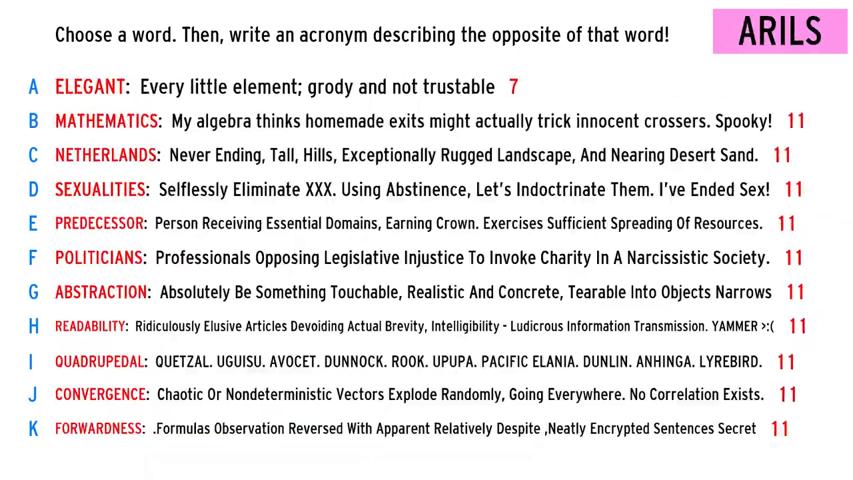 Choose a word. Then, write an acronym describing the opposite of that word!
ARILS
A ELEGANT: Every little element; grody and not trustable 7
B MATHEMATICS: My algebra thinks homemade exits might actually trick innocent crossers. Spooky! 11
C NETHERLANDS: Never Ending, Tall, Hills, Exceptionally Rugged Landscape, And Nearing Desert Sand. 11
D SEXUALITIES: Selflessly Eliminate XXX. Using Abstinence, Let's Indoctrinate Them. I've Ended Sex! 11
E PREDECESSOR: Person Receiving Essential Domains, Earning Crown. Exercises Sufficient Spreading Of Resources. 11
F POLITICIANS: Professionals Opposing Legislative Injustice To Invoke Charity In A Narcissistic Society. 11
G ABSTRACTION: Absolutely Be Something Touchable, Realistic And Concrete, Tearable Into Objects Narrows 11
H READABILITY: Ridiculously Elusive Articles Devoiding Actual Brevity, Intelligibility - Ludicrous Information Transmission. YAMMER >:( 11
I QUADRUPEDAL: QUETZAL. UGUISU. AVOCET. DUNNOCK. ROOK. UPUPA. PACIFIC ELANIA. DUNLIN. ANHINGA. LYREBIRD. 11
J CONVERGENCE: Chaotic Or Nondeterministic Vectors Explode Randomly, Going Everywhere. No Correlation Exists. 11
K FORWARDNESS: .Formulas Observation Reversed With Apparent Relatively Despite ,Neatly Encrypted Sentences Secret 11